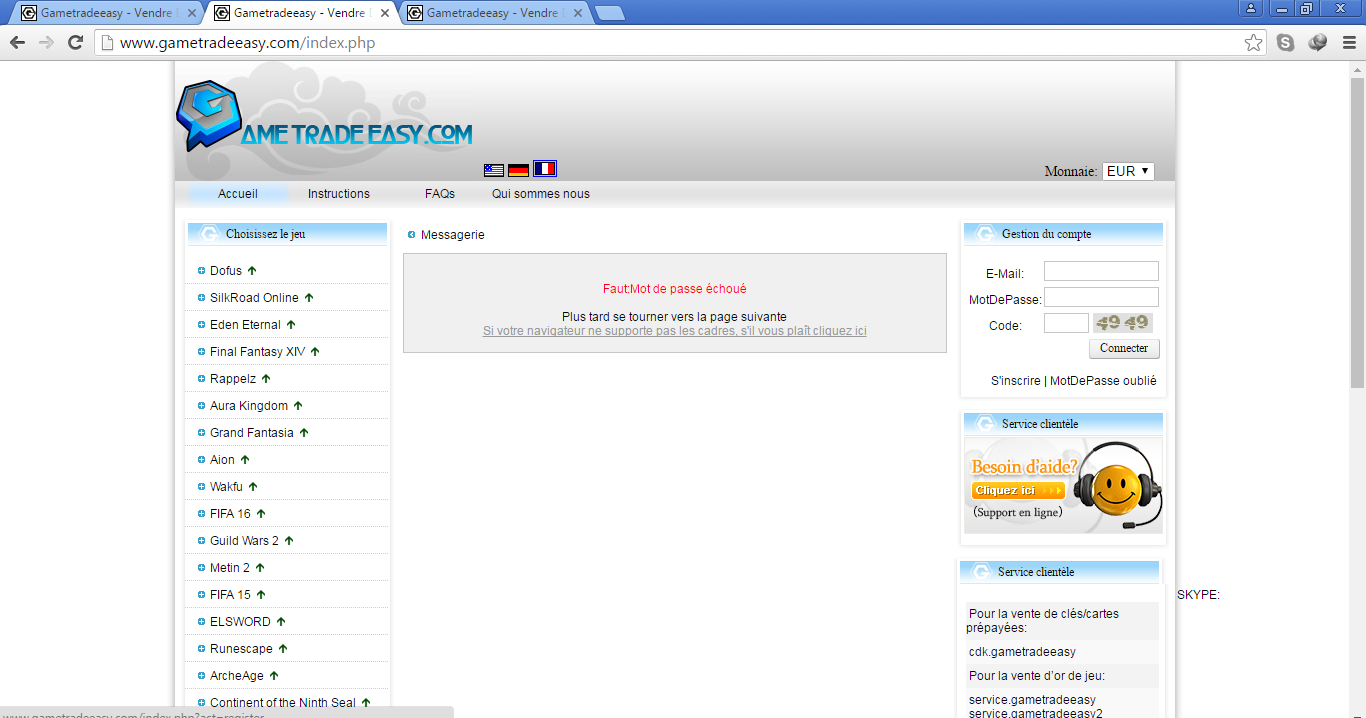 Gametradeeasy - Vendre
Gametradeeasy - Vendre
Gametradeeasy - Vendre
www.gametradeeasy.com/index.php
GAME TRADE EASY.COM
Monnaie: EUR
Accueil Instructions FAQs Qui sommes nous
Choisissez le jeu
Dofus
SilkRoad Online
Eden Eternal
Final Fantasy XIV
Rappelz
Aura Kingdom
Grand Fantasia
Aion
Wakfu
FIFA 16
Guild Wars 2
Metin 2
FIFA 15
ELSWORD
Runescape
ArcheAge
Continent of the Ninth Seal
Messagerie
Faut:Mot de passe échoué
Plus tard se tourner vers la page suivante
Si votre navigateur ne supporte pas les cadres, s'il vous plaît cliquez ici
Gestion du compte
E-Mail:
MotDePasse:
Code: 49 49
Connecter
S'inscrire | MotDePasse oublié
Service clientèle
Besoin d'aide?
Cliquez ici
(Support en ligne)
Service clientèle
SKYPE:
Pour la vente de clés/cartes
prépayées:
cdk.gametradeeasy
Pour la vente d'or de jeu:
service.gametradeeasy
service.gametradeeasy2
www.gametradeeasy.com/index.php?act=register